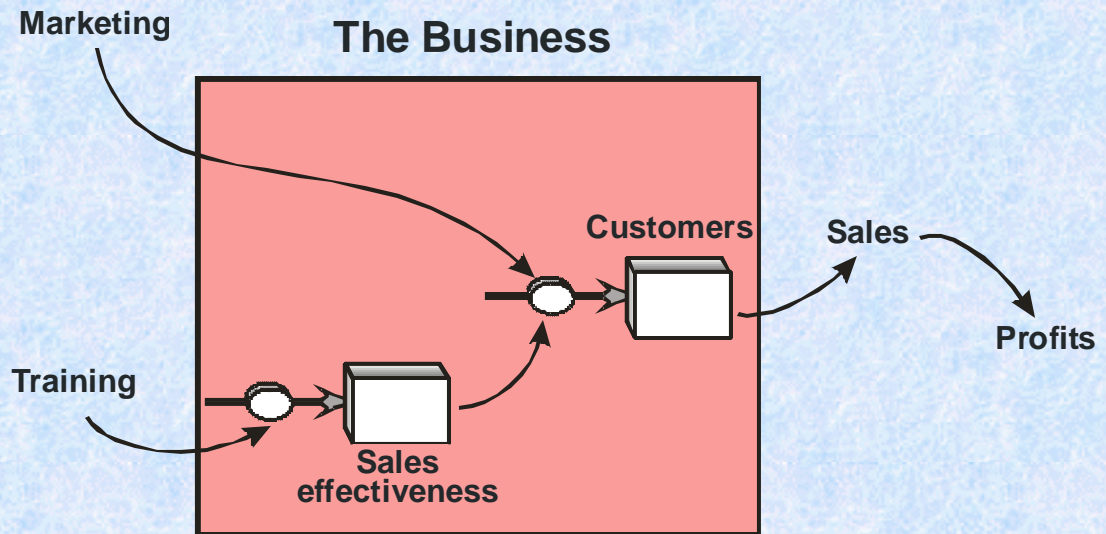 Marketing
The Business
Customers
Sales
Profits
Training
Sales
effectiveness